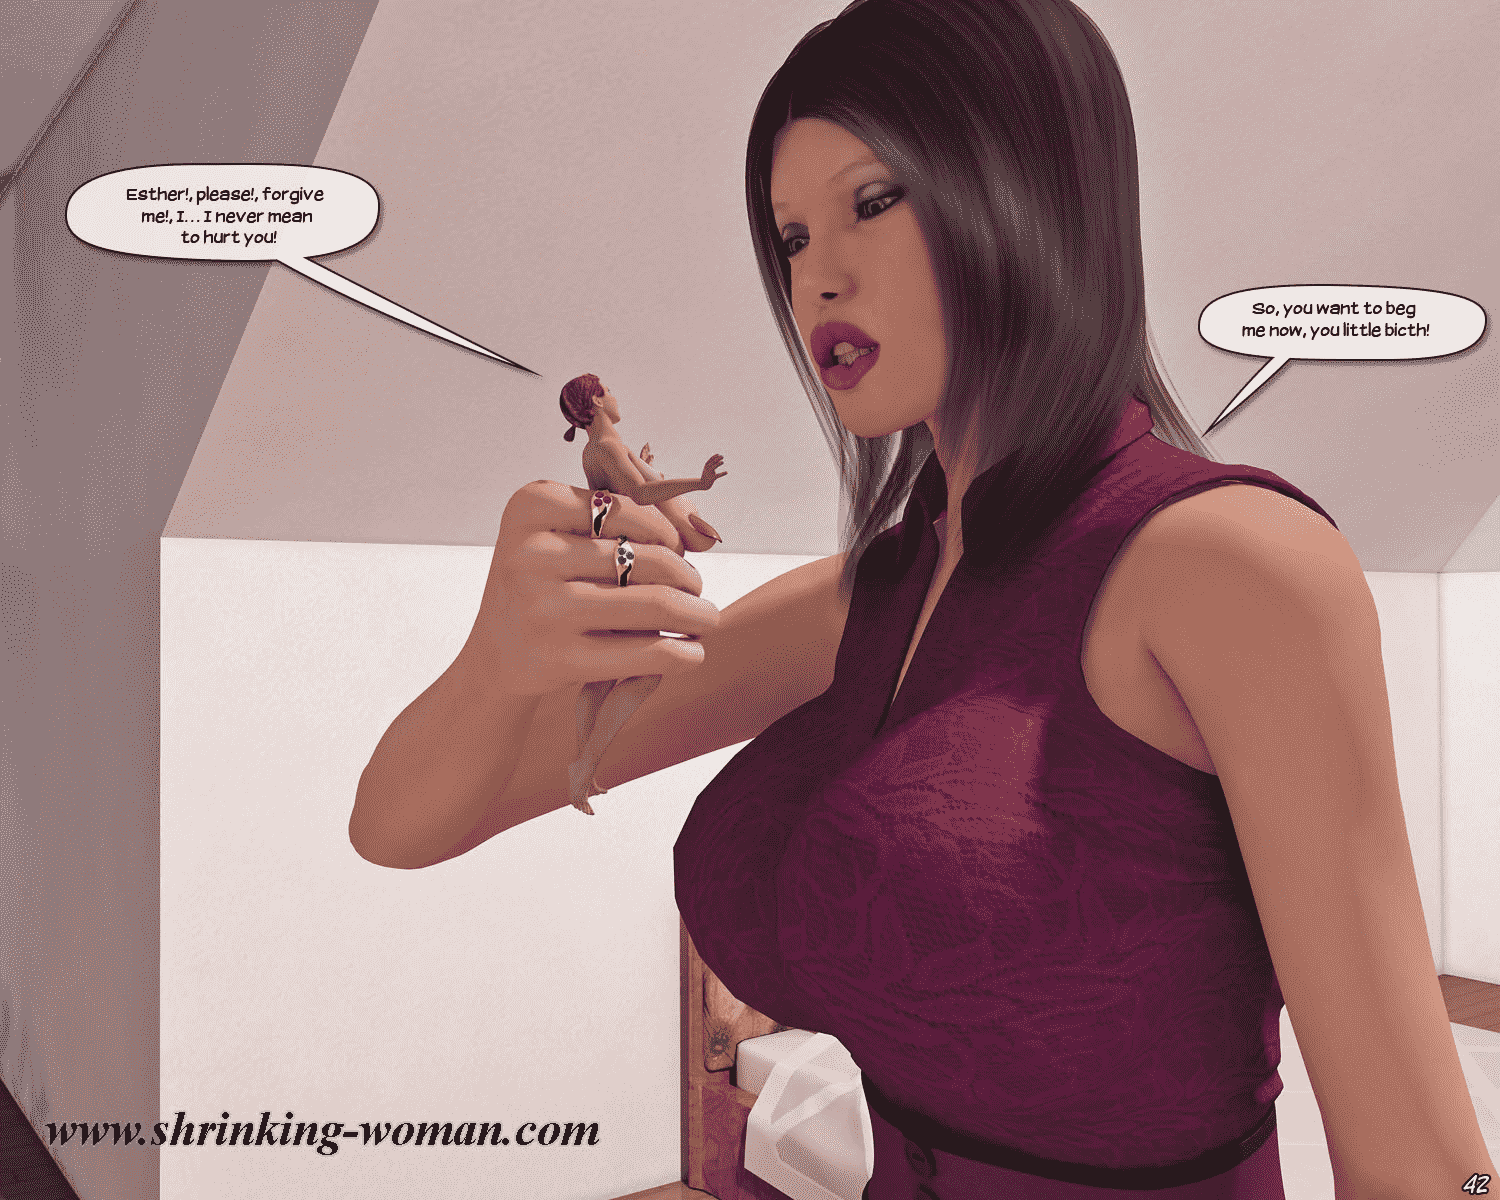 Esther!, please!, forgive
me!, I... I never mean
to hurt you!
So, you want to beg
me now, you little bicth!
www.shrinking-woman.com
42